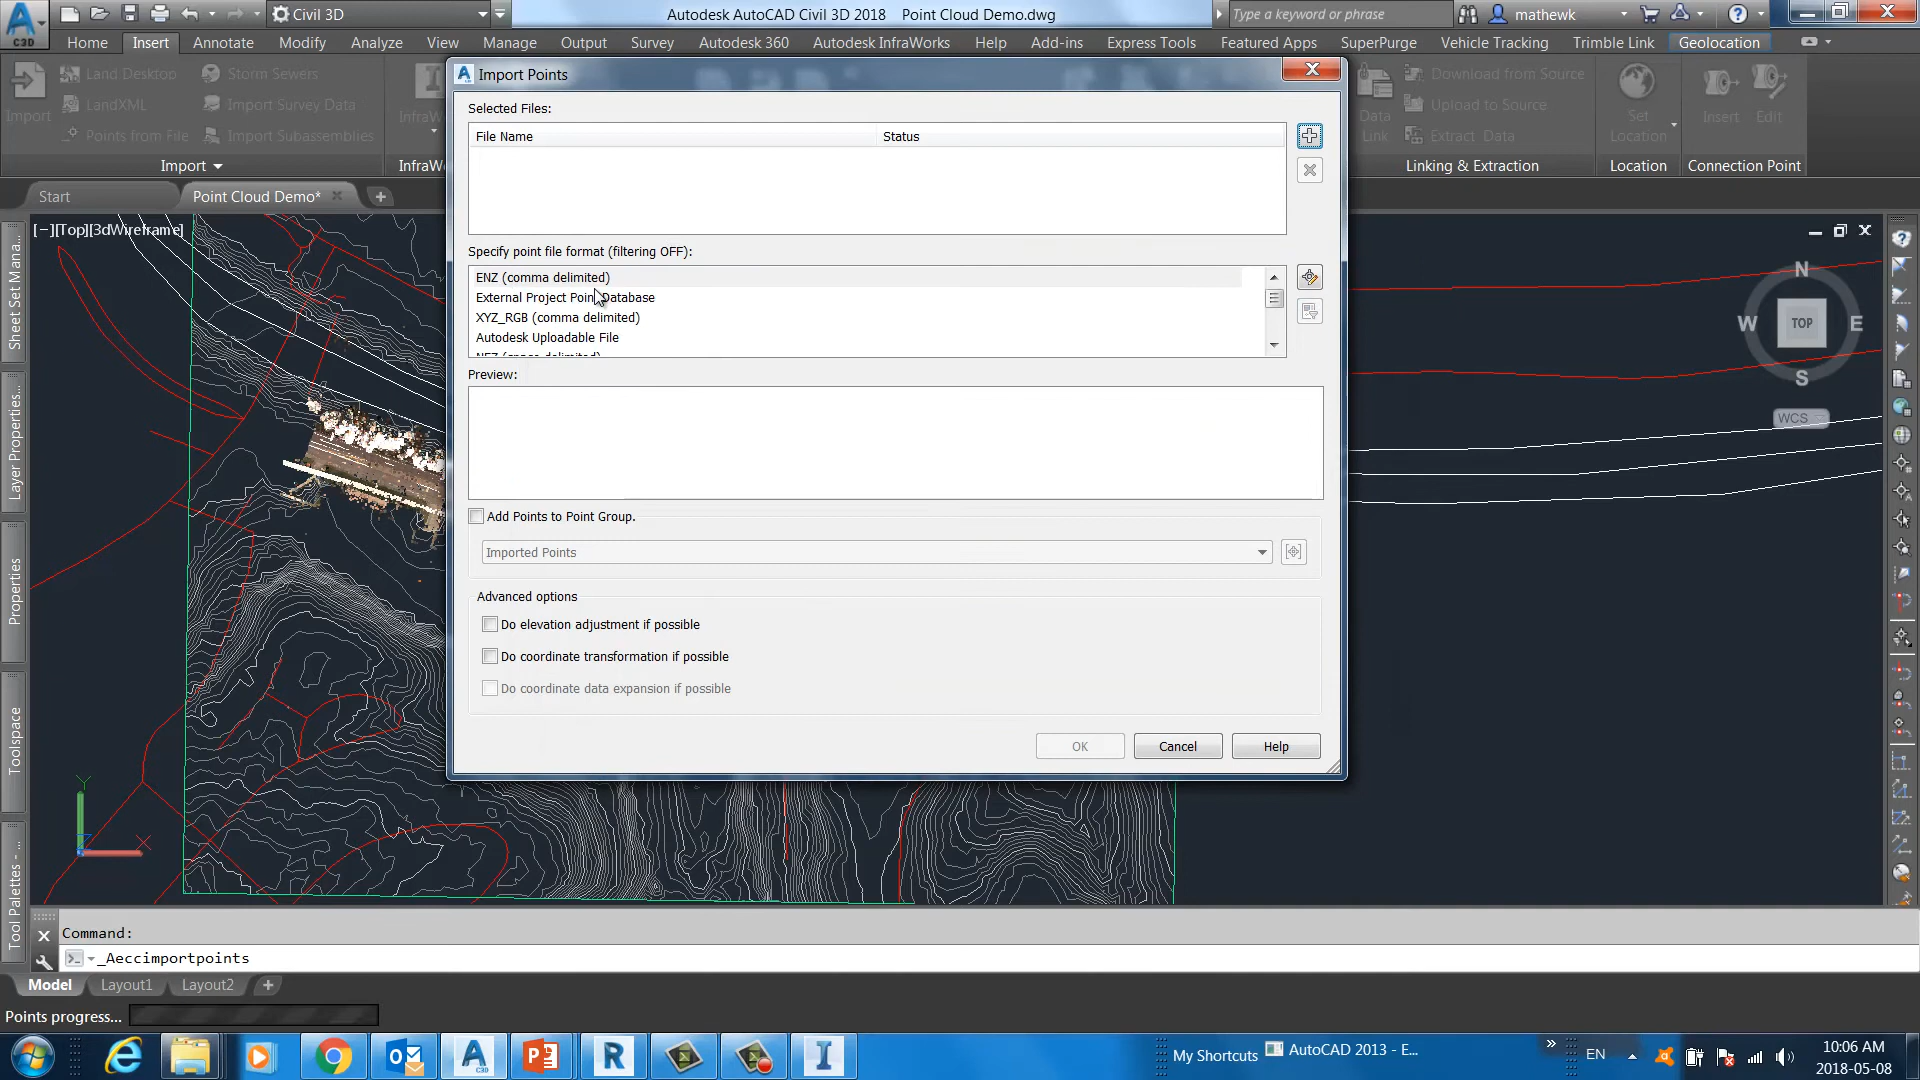 Civil 3D
Autodesk AutoCAD Civil 3D 2018 Point Cloud Demo.dwg
Type a keyword or phrase
mathewk
C3D
Home Insert Annotate Modify Analyze View Manage Output Survey Autodesk 360 Autodesk InfraWorks Help Add-ins Express Tools Featured Apps SuperPurge Vehicle Tracking Trimble Link Geolocation
Import
Land Desktop
LandXML
Points from File
Storm Sewers
Import Survey Data
Import Subassemblies
Import
InfraW
Data
Link
Download from Source
Upload to Source
Extract Data
Linking & Extraction
Set
Location
Location
Insert Edit
Connection Point
Start
Point Cloud Demo*
[−][Top][3dWireframe]
Sheet Set Mana...
Layer Properties...
Properties
Toolspace
Tool Palettes - ...
Import Points
Selected Files:
File Name Status
Specify point file format (filtering OFF):
ENZ (comma delimited)
External Project Point Database
XYZ_RGB (comma delimited)
Autodesk Uploadable File
Preview:
Add Points to Point Group.
Imported Points
Advanced options
Do elevation adjustment if possible
Do coordinate transformation if possible
Do coordinate data expansion if possible
OK Cancel Help
N
W TOP E
S
WCS
Y
X
Command:
_Aeccimportpoints
Model Layout1 Layout2
Points progress...
My Shortcuts
AutoCAD 2013 - E...
EN
10:06 AM
2018-05-08